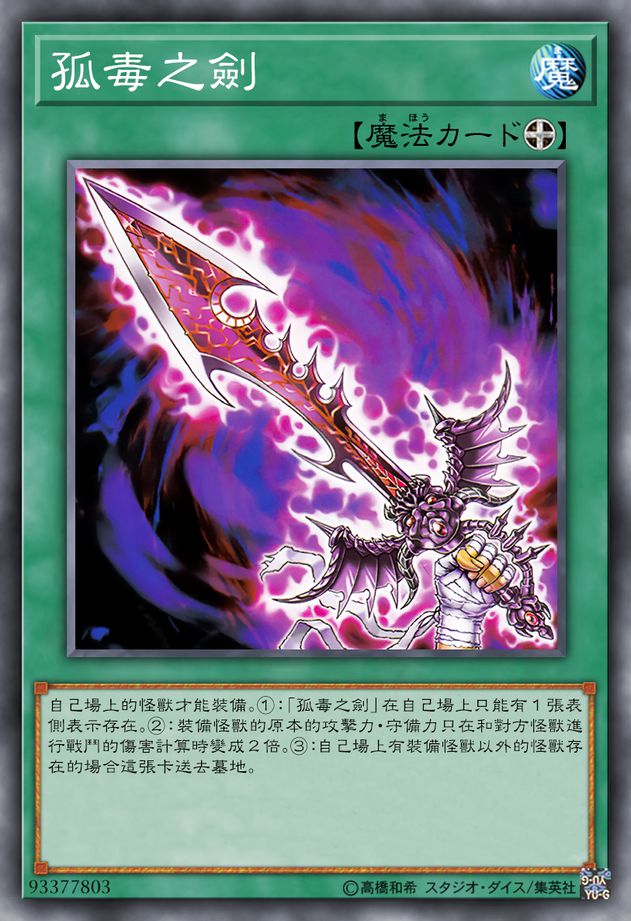 孤毒之劍
魔
【魔法カード】
まほう
自己場上的怪獸才能裝備。①:「孤毒之劍」在自己場上只能有1張表
側表示存在。②:裝備怪獸的原本的攻擊力·守備力只在和對方怪獸進
行戰鬥的傷害計算時變成2倍。③:自己場上有裝備怪獸以外的怪獸存
在的場合這張卡送去墓地。
93377803
©高橋和希 スタジオ・ダイス/集英社